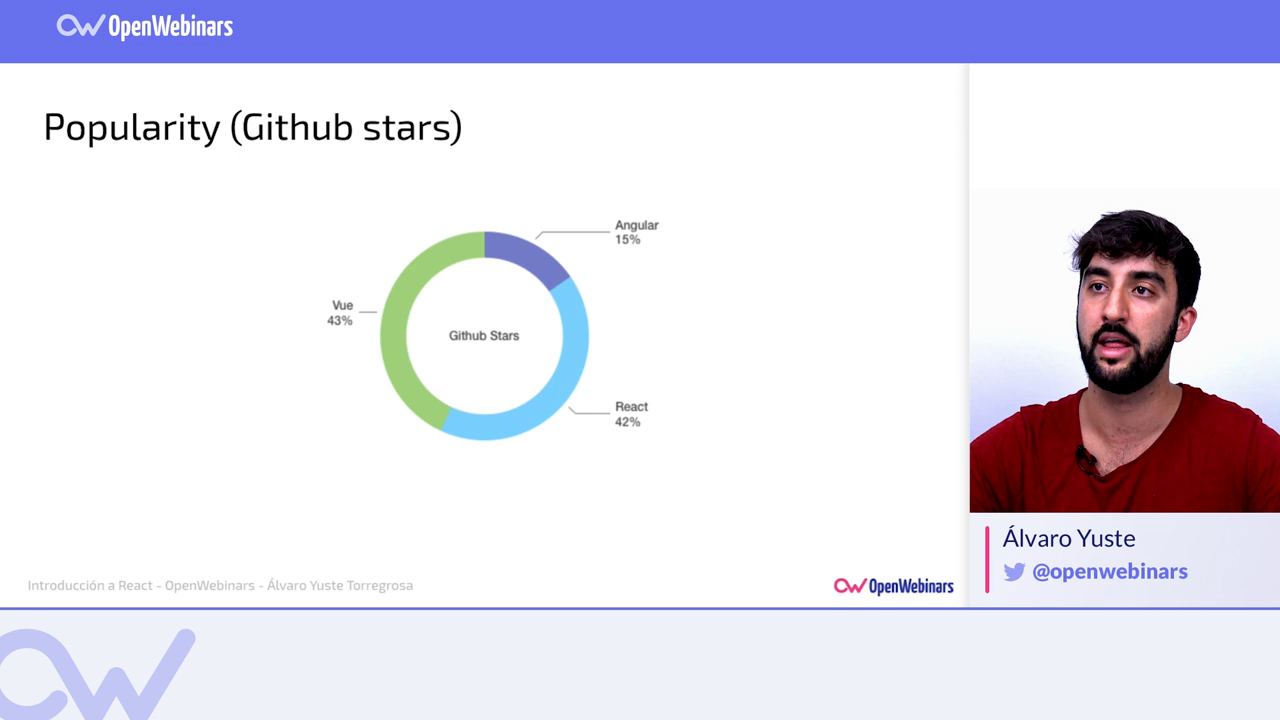 OpenWebinars
Popularity (Github stars)
Angular
15%
Vue
43%
Github Stars
React
42%
Introducción a React - OpenWebinars - Álvaro Yuste Torregrosa
OpenWebinars
Álvaro Yuste
@openwebinars